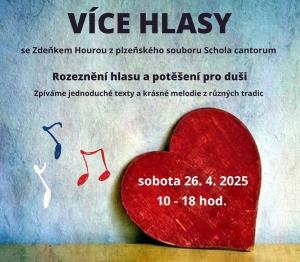 VÍCE HLASY
se Zdeňkem Hourou z plzeňského souboru Schola cantorum
Rozeznění hlasu a potěšení pro duši
Zpíváme jednoduché texty a krásné melodie z různých tradic
sobota 26. 4. 2025
10 - 18 hod.